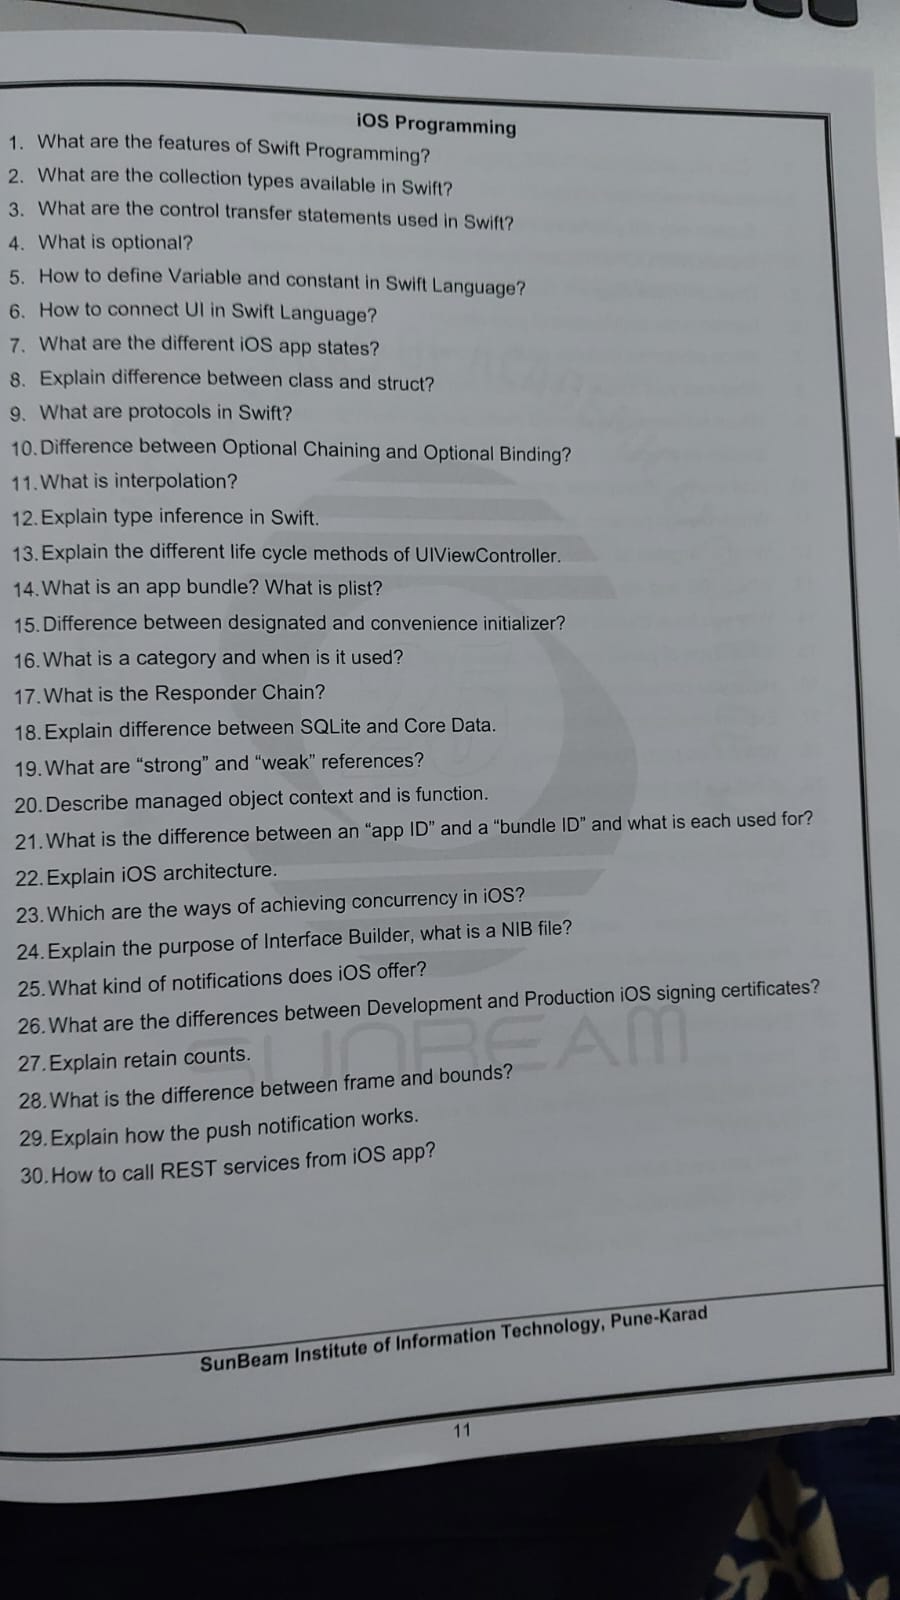 iOS Programming
1. What are the features of Swift Programming?
2. What are the collection types available in Swift?
3. What are the control transfer statements used in Swift?
4. What is optional?
5. How to define Variable and constant in Swift Language?
6. How to connect UI in Swift Language?
7. What are the different iOS app states?
8. Explain difference between class and struct?
9. What are protocols in Swift?
10. Difference between Optional Chaining and Optional Binding?
11. What is interpolation?
12. Explain type inference in Swift.
13. Explain the different life cycle methods of UIViewController.
14. What is an app bundle? What is plist?
15. Difference between designated and convenience initializer?
16. What is a category and when is it used?
17. What is the Responder Chain?
18. Explain difference between SQLite and Core Data.
19. What are “strong” and “weak” references?
20. Describe managed object context and is function.
21. What is the difference between an “app ID” and a “bundle ID” and what is each used for?
22. Explain iOS architecture.
23. Which are the ways of achieving concurrency in iOS?
24. Explain the purpose of Interface Builder, what is a NIB file?
25. What kind of notifications does iOS offer?
26. What are the differences between Development and Production iOS signing certificates?
27. Explain retain counts.
SUNBEAM
28. What is the difference between frame and bounds?
29. Explain how the push notification works.
30. How to call REST services from iOS app?
SunBeam Institute of Information Technology, Pune-Karad
11